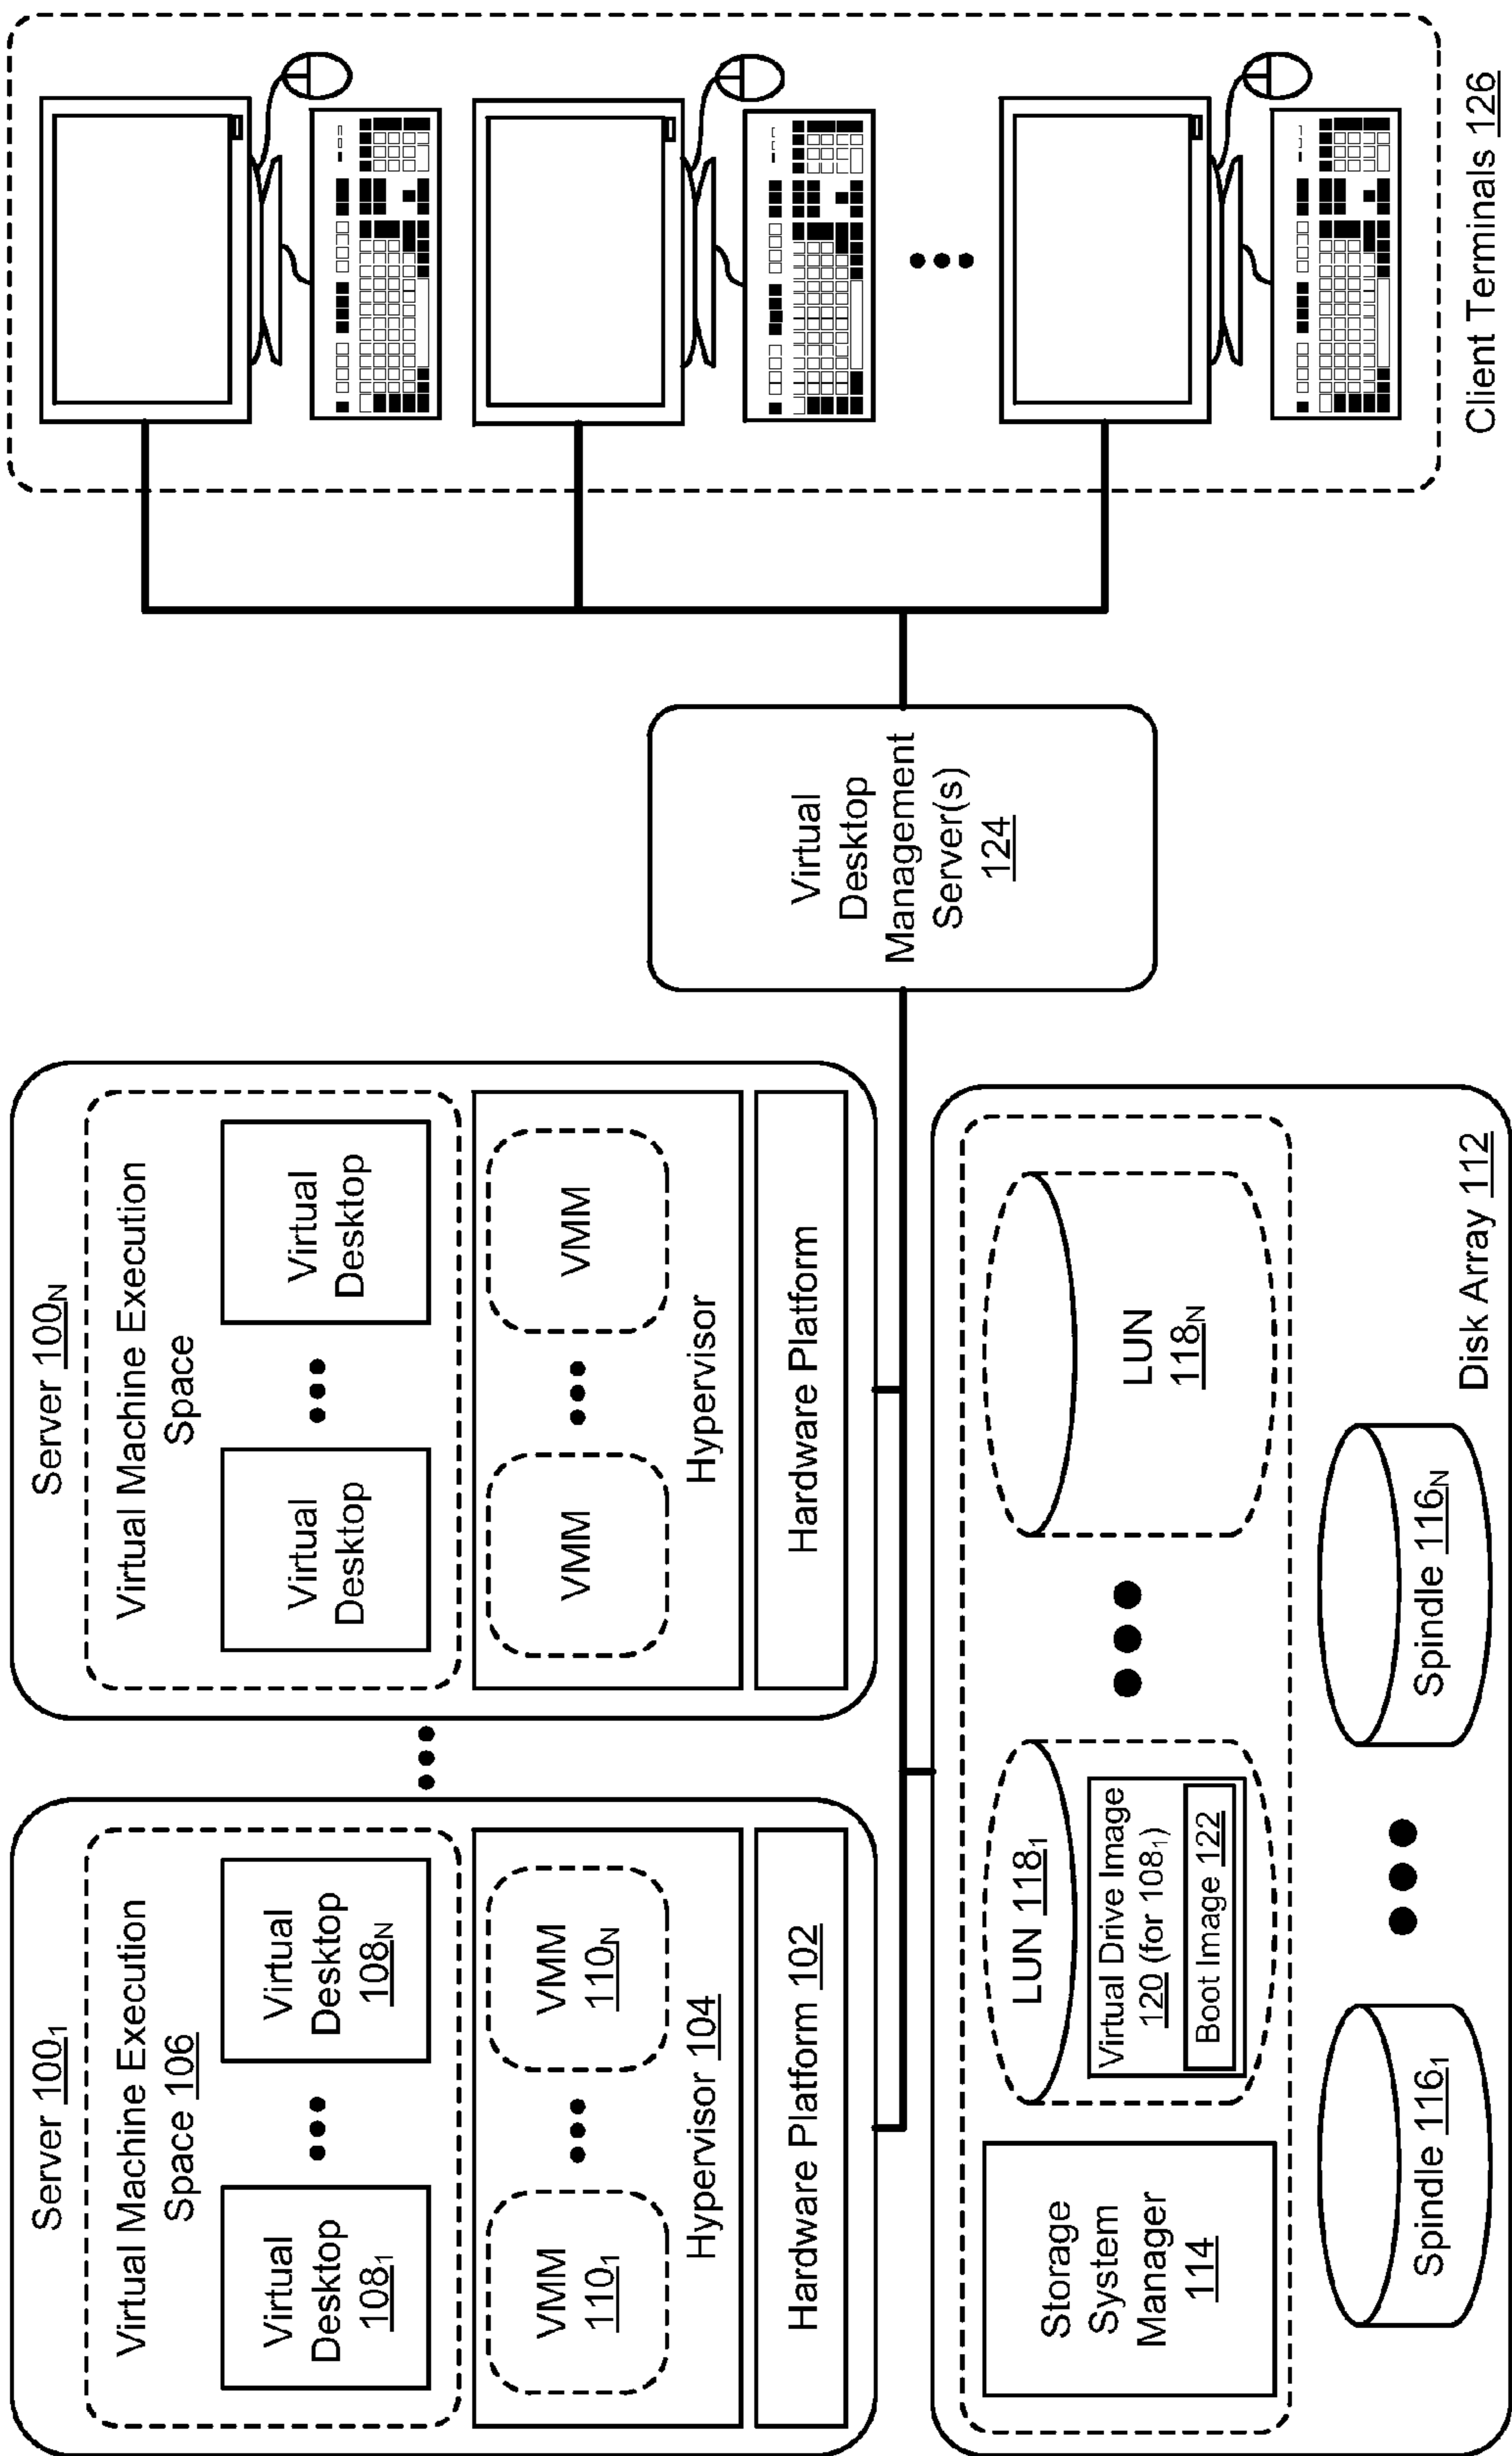 Server 100₁
Virtual Machine Execution
Space 106
Virtual
Desktop
108₁
Virtual
Desktop
108N
VMM
110₁
VMM
110N
Hypervisor 104
Hardware Platform 102
Server 100N
Virtual Machine Execution
Space
Virtual
Desktop
Virtual
Desktop
VMM
VMM
Hypervisor
Hardware Platform
Storage
System
Manager
114
LUN 118₁
Virtual Drive Image
120 (for 108₁)
Boot Image 122
LUN
118N
Spindle 116₁
Spindle 116N
Disk Array 112
Virtual
Desktop
Management
Server(s)
124
Client Terminals 126